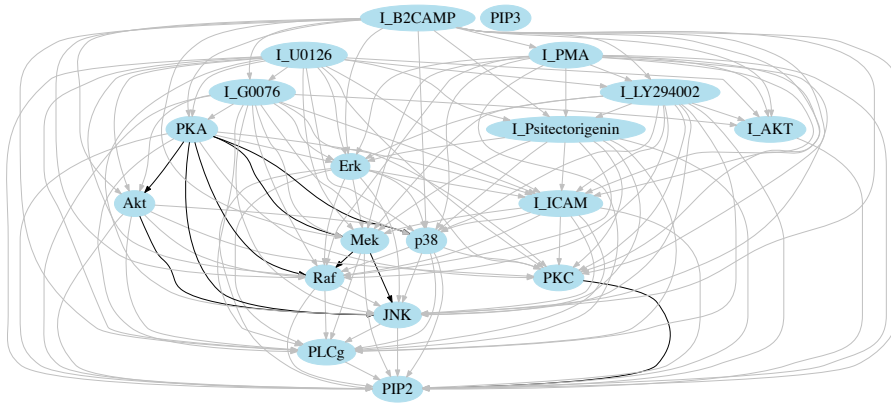 I_B2CAMP PIP3
I_U0126 I_PMA
I_G0076 I_LY294002
PKA I_Psitectorigenin I_AKT
Erk
Akt I_ICAM
Mek p38
Raf PKC
JNK
PLCg
PIP2